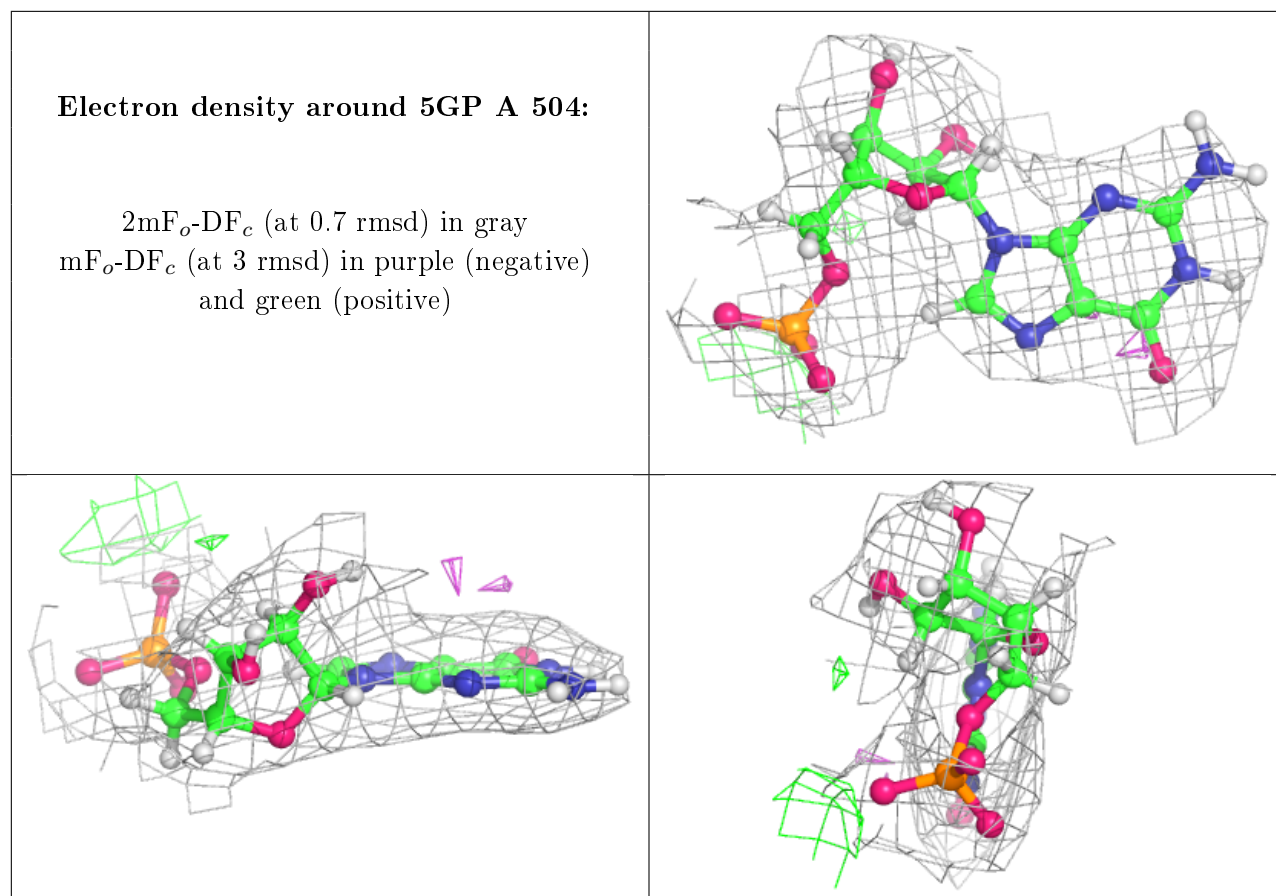 Electron density around 5GP A 504:
2mFo-DFc (at 0.7 rmsd) in gray
mFo-DFc (at 3 rmsd) in purple (negative)
and green (positive)